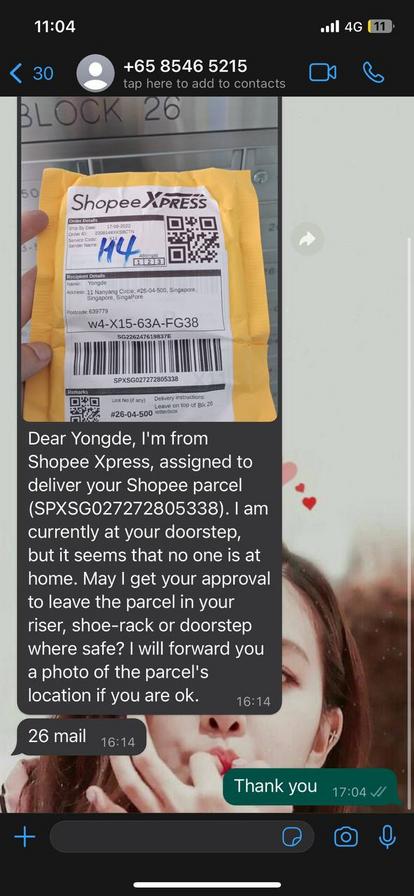 11:04
4G
11
30
+65 8546 5215
tap here to add to contacts
BLOCK 26
Shopee XPRESS
Order Details
Ship By Date: 17-09-2022
Order ID:
Service Code:
Sender Name:
H4
1 2 3
Recipient Details
Name: Yongde
Address: 11 Nanyang Circle, #26-04-500, Singapore,
Singapore, Singapore
Postcode: 639779
w4-X15-63A-FG38
SG226247619837E
SPXSG027272805338
Remarks
Unit No(if any)
Delivery instructions:
#26-04-500
Leave on top of Blk 26
letterbox
Dear Yongde, I'm from
Shopee Xpress, assigned to
deliver your Shopee parcel
(SPXSG027272805338). I am
currently at your doorstep,
but it seems that no one is at
home. May I get your approval
to leave the parcel in your
riser, shoe-rack or doorstep
where safe? I will forward you
a photo of the parcel's
location if you are ok.
16:14
26 mail 16:14
Thank you 17:04